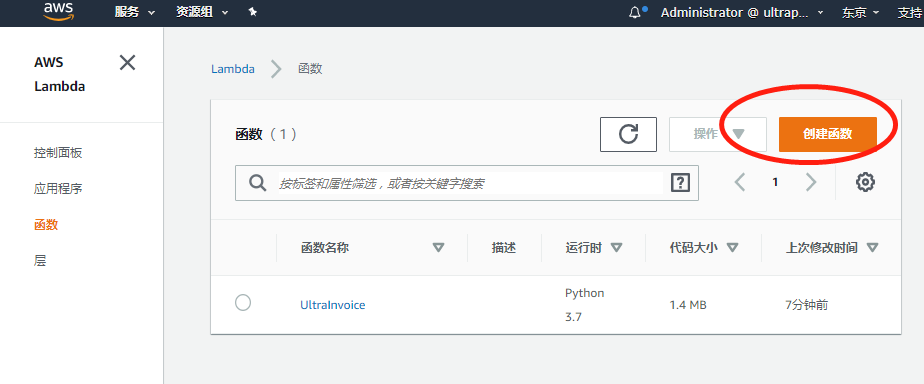 aws 服务 资源组 Administrator @ ultrap... 东京 支持
AWS
Lambda
控制面板
应用程序
函数
层
Lambda 函数
函数 ( 1 )
操作 创建函数
按标签和属性筛选，或者按关键字搜索 ? 1
函数名称 描述 运行时 代码大小 上次修改时间
UltraInvoice Python 3.7 1.4 MB 7分钟前